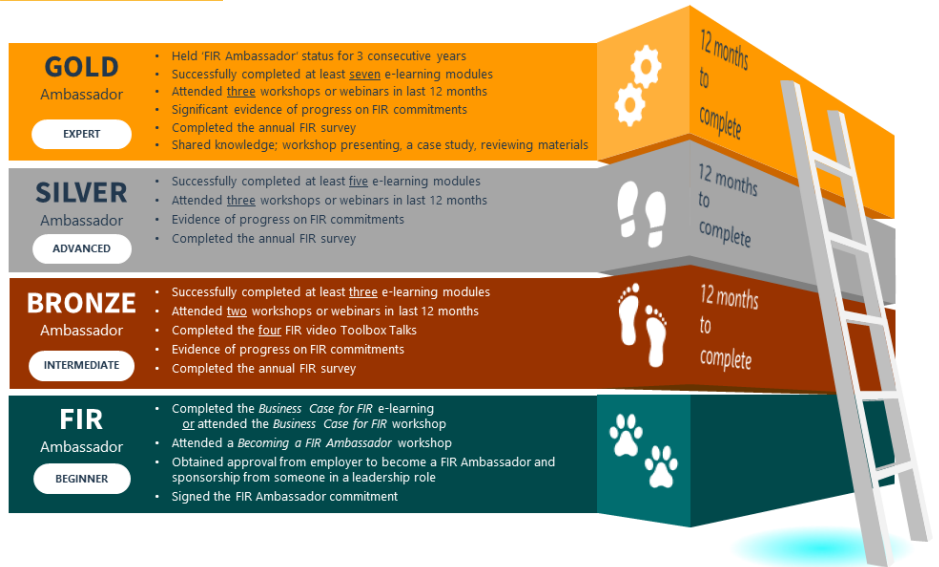 GOLD
Ambassador
EXPERT
• Held ‘FIR Ambassador’ status for 3 consecutive years
• Successfully completed at least seven e-learning modules
• Attended three workshops or webinars in last 12 months
• Significant evidence of progress on FIR commitments
• Completed the annual FIR survey
• Shared knowledge; workshop presenting, a case study, reviewing materials
12 months
to
complete
SILVER
Ambassador
ADVANCED
• Successfully completed at least five e-learning modules
• Attended three workshops or webinars in last 12 months
• Evidence of progress on FIR commitments
• Completed the annual FIR survey
12 months
to
complete
BRONZE
Ambassador
INTERMEDIATE
• Successfully completed at least three e-learning modules
• Attended two workshops or webinars in last 12 months
• Completed the four FIR video Toolbox Talks
• Evidence of progress on FIR commitments
• Completed the annual FIR survey
12 months
to
complete
FIR
Ambassador
BEGINNER
• Completed the Business Case for FIR e-learning
or attended the Business Case for FIR workshop
• Attended a Becoming a FIR Ambassador workshop
• Obtained approval from employer to become a FIR Ambassador and
sponsorship from someone in a leadership role
• Signed the FIR Ambassador commitment